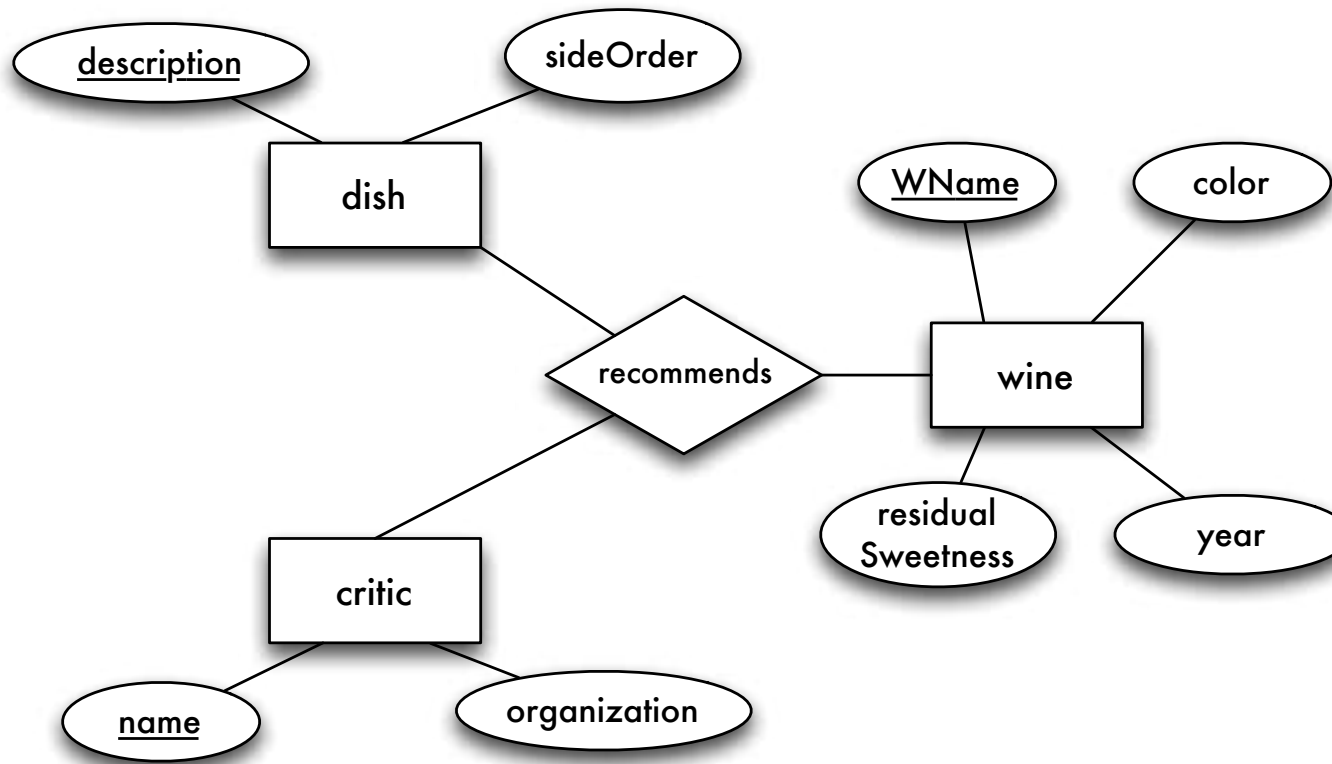 description
sideOrder
dish
WName
color
recommends
wine
residual
Sweetness
year
critic
name
organization